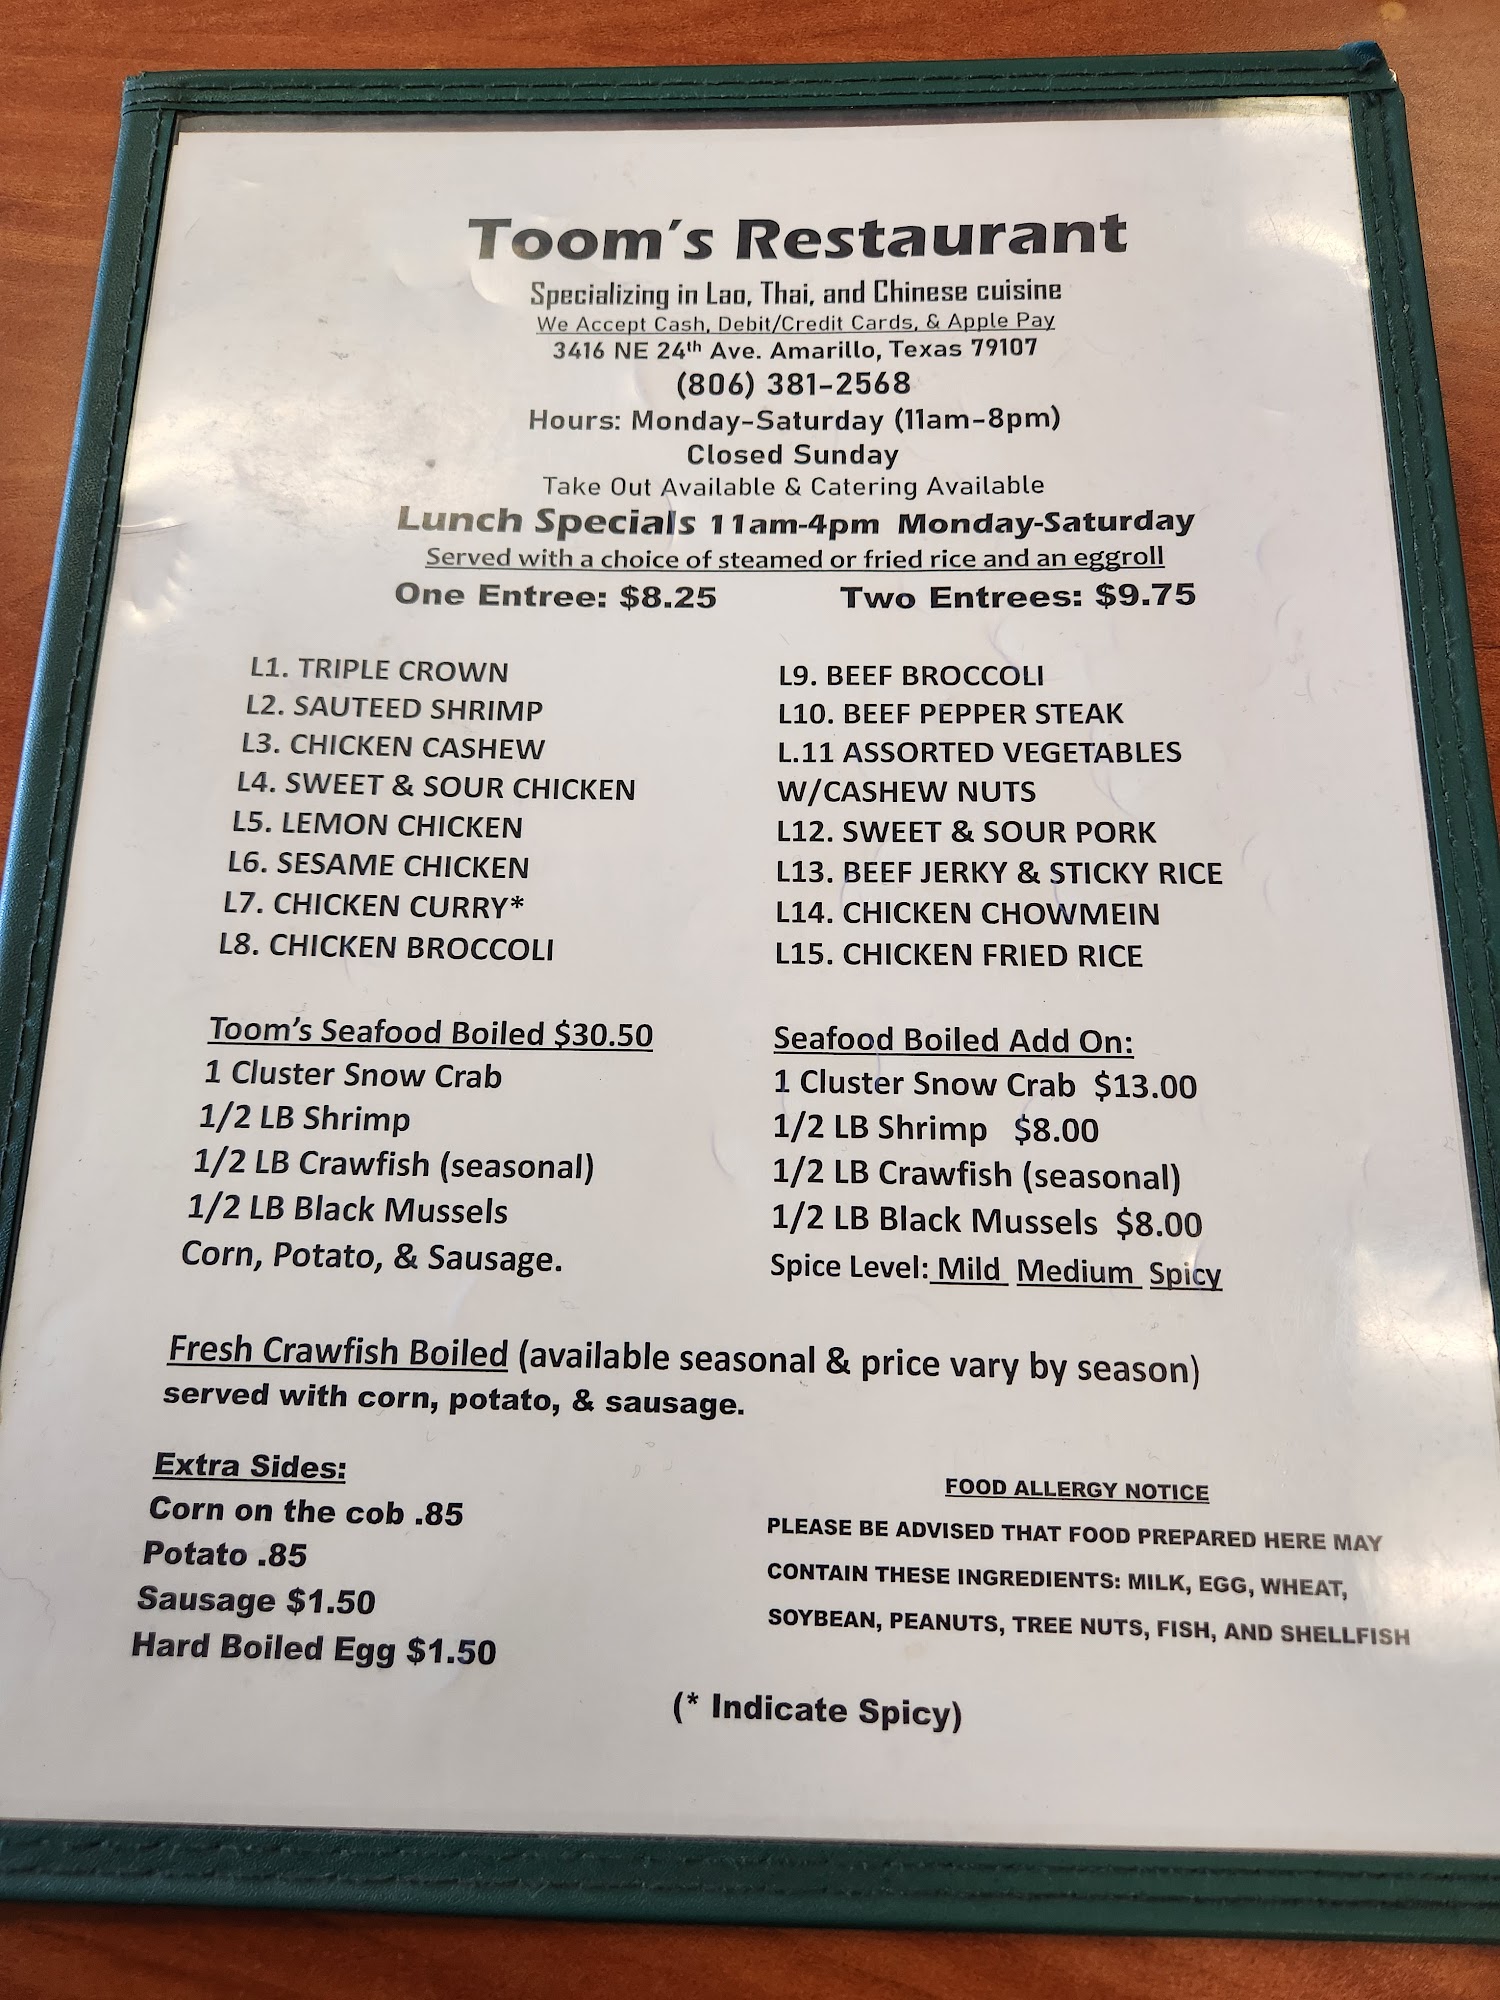 Toom's Restaurant
Specializing in Lao, Thai, and Chinese cuisine
We Accept Cash, Debit/Credit Cards, & Apple Pay
3416 NE 24th Ave. Amarillo, Texas 79107
(806) 381-2568
Hours: Monday-Saturday (11am-8pm)
Closed Sunday
Take Out Available & Catering Available
Lunch Specials 11am-4pm Monday-Saturday
Served with a choice of steamed or fried rice and an eggroll
One Entree: $8.25 Two Entrees: $9.75
L1. TRIPLE CROWN
L2. SAUTEED SHRIMP
L3. CHICKEN CASHEW
L4. SWEET & SOUR CHICKEN
L5. LEMON CHICKEN
L6. SESAME CHICKEN
L7. CHICKEN CURRY*
L8. CHICKEN BROCCOLI
L9. BEEF BROCCOLI
L10. BEEF PEPPER STEAK
L.11 ASSORTED VEGETABLES
W/CASHEW NUTS
L12. SWEET & SOUR PORK
L13. BEEF JERKY & STICKY RICE
L14. CHICKEN CHOWMEIN
L15. CHICKEN FRIED RICE
Toom's Seafood Boiled $30.50
1 Cluster Snow Crab
1/2 LB Shrimp
1/2 LB Crawfish (seasonal)
1/2 LB Black Mussels
Corn, Potato, & Sausage.
Seafood Boiled Add On:
1 Cluster Snow Crab $13.00
1/2 LB Shrimp $8.00
1/2 LB Crawfish (seasonal)
1/2 LB Black Mussels $8.00
Spice Level: Mild Medium Spicy
Fresh Crawfish Boiled (available seasonal & price vary by season)
served with corn, potato, & sausage.
Extra Sides:
Corn on the cob .85
Potato .85
Sausage $1.50
Hard Boiled Egg $1.50
FOOD ALLERGY NOTICE
PLEASE BE ADVISED THAT FOOD PREPARED HERE MAY
CONTAIN THESE INGREDIENTS: MILK, EGG, WHEAT,
SOYBEAN, PEANUTS, TREE NUTS, FISH, AND SHELLFISH
(* Indicate Spicy)